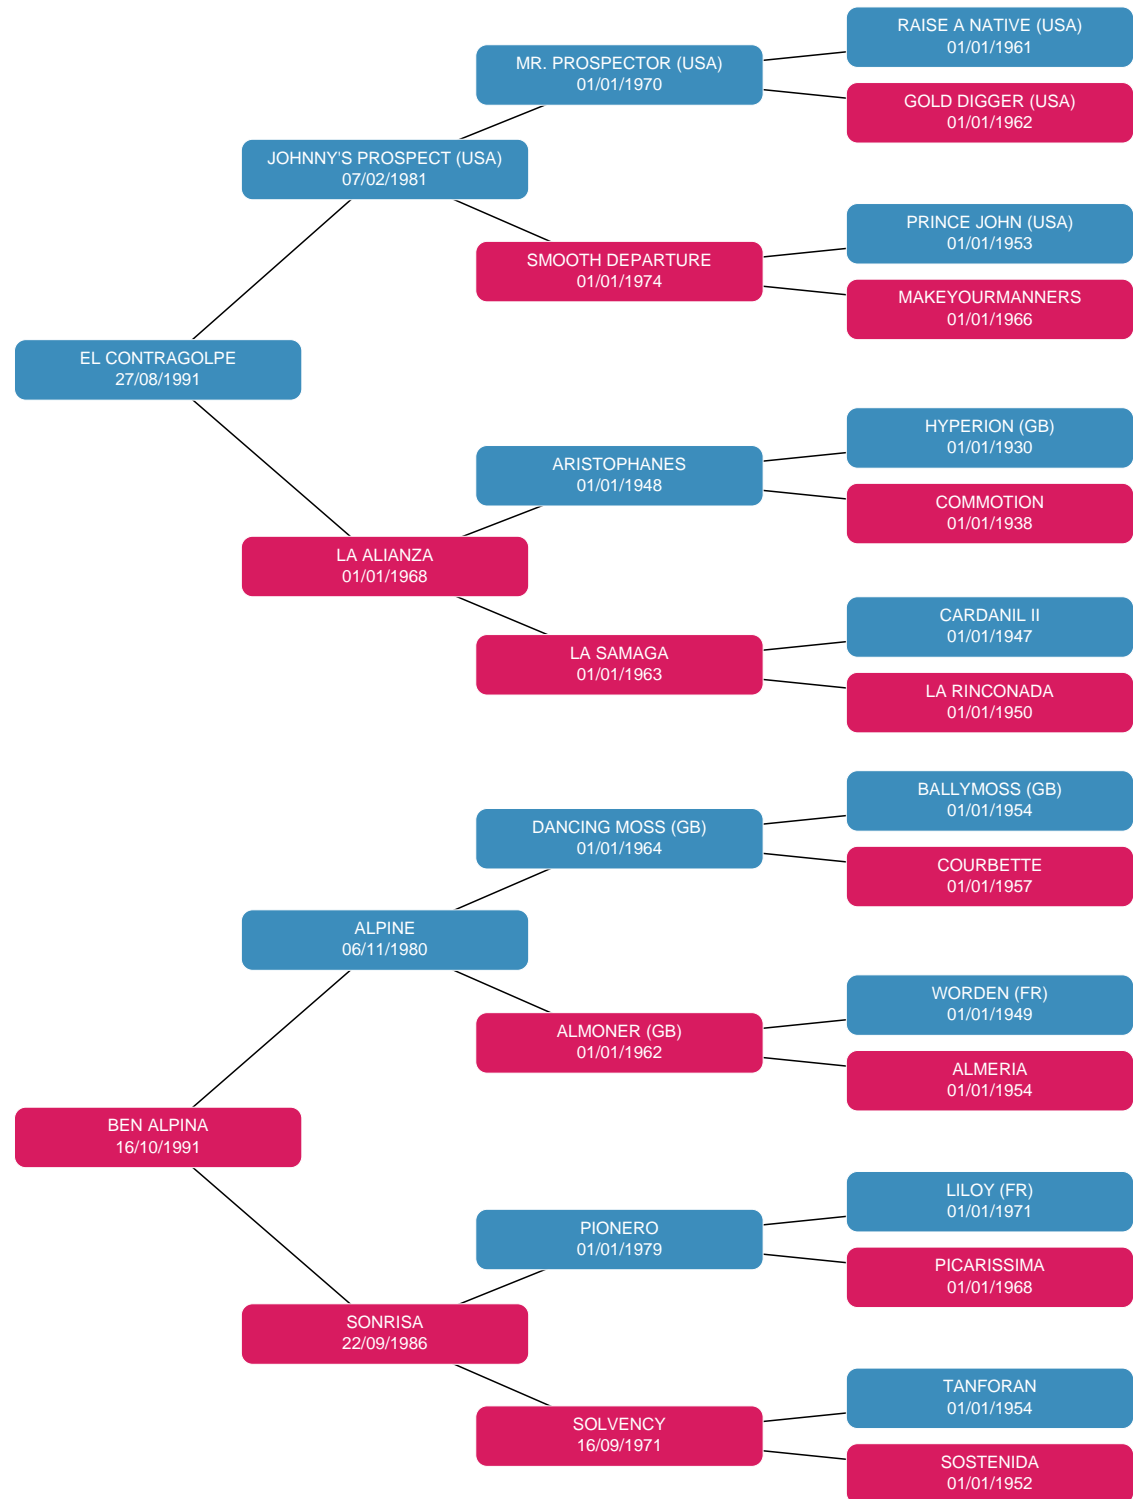 RAISE A NATIVE (USA)
01/01/1961
MR. PROSPECTOR (USA)
01/01/1970
GOLD DIGGER (USA)
01/01/1962
JOHNNY'S PROSPECT (USA)
07/02/1981
PRINCE JOHN (USA)
01/01/1953
SMOOTH DEPARTURE
01/01/1974
MAKEYOURMANNERS
01/01/1966
EL CONTRAGOLPE
27/08/1991
HYPERION (GB)
01/01/1930
ARISTOPHANES
01/01/1948
COMMOTION
01/01/1938
LA ALIANZA
01/01/1968
CARDANIL II
01/01/1947
LA SAMAGA
01/01/1963
LA RINCONADA
01/01/1950
BALLYMOSS (GB)
01/01/1954
DANCING MOSS (GB)
01/01/1964
COURBETTE
01/01/1957
ALPINE
06/11/1980
WORDEN (FR)
01/01/1949
ALMONER (GB)
01/01/1962
ALMERIA
01/01/1954
BEN ALPINA
16/10/1991
LILOY (FR)
01/01/1971
PIONERO
01/01/1979
PICARISSIMA
01/01/1968
SONRISA
22/09/1986
TANFORAN
01/01/1954
SOLVENCY
16/09/1971
SOSTENIDA
01/01/1952